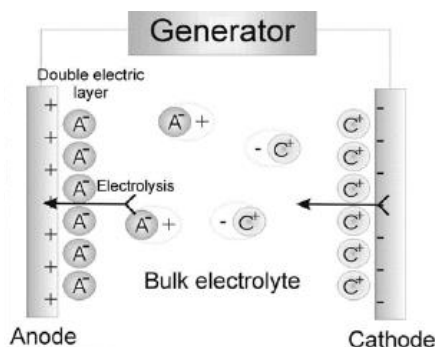 Generator
Double electric
layer
+ A⁻ A⁻ + C⁺ -
+ A⁻ - C⁺ C⁺ -
+ A⁻ Electrolysis C⁺ -
+ A⁻ A⁻ + - C⁺ C⁺ -
+ A⁻ C⁺ -
+ A⁻ Bulk electrolyte C⁺ -
Anode Cathode